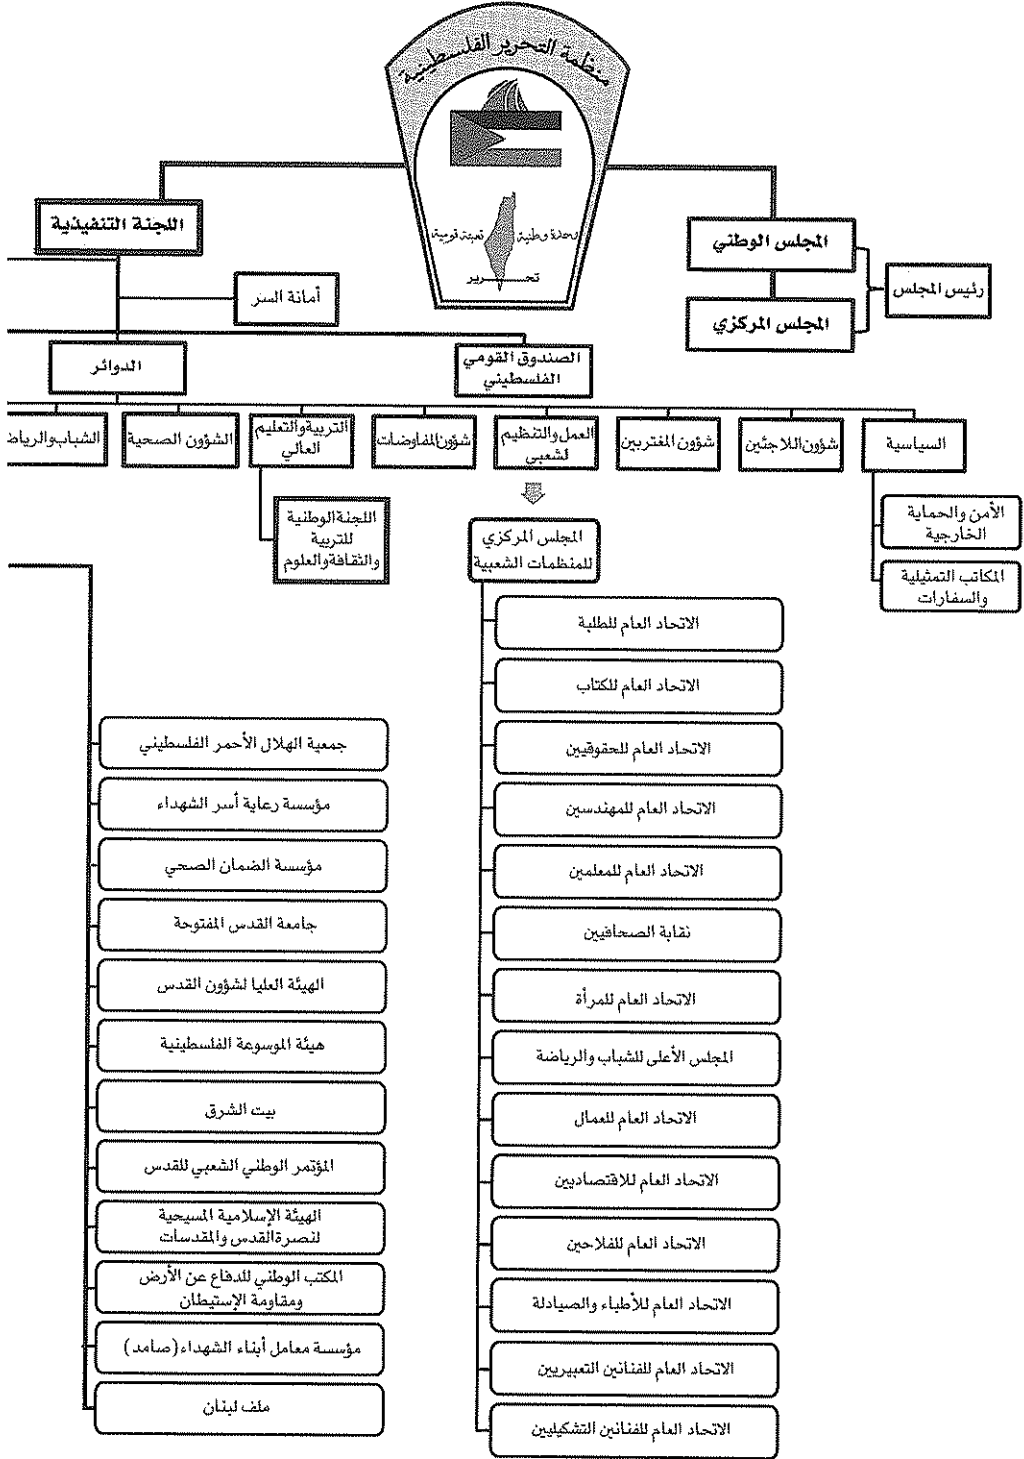 منظمة التحرير الفلسطينية
وحدة وطنية تعبئة قومية
تحـــــرير
المجلس الوطني
رئيس المجلس
المجلس المركزي
اللجنة التنفيذية
أمانة السر
الصندوق القومي
الفلسطيني
الدوائر
السياسية
شؤون اللاجئين
شؤون المغتربين
العمل والتنظيم
لشعبي
شؤون المفاوضات
التربية والتعليم
العالي
الشؤون الصحية
الشباب والرياض
الأمن والحماية
الخارجية
المكاتب التمثيلية
والسفارات
اللجنة الوطنية
للتربية
والثقافة والعلوم
المجلس المركزي
للمنظمات الشعبية
الاتحاد العام للطلبة
الاتحاد العام للكتاب
الاتحاد العام للحقوقيين
الاتحاد العام للمهندسين
الاتحاد العام للمعلمين
نقابة الصحافيين
الاتحاد العام للمرأة
المجلس الأعلى للشباب والرياضة
الاتحاد العام للعمال
الاتحاد العام للاقتصاديين
الاتحاد العام للفلاحين
الاتحاد العام للأطباء والصيادلة
الاتحاد العام للفنانين التعبيريين
الاتحاد العام للفنانين التشكيليين
جمعية الهلال الأحمر الفلسطيني
مؤسسة رعاية أسر الشهداء
مؤسسة الضمان الصحي
جامعة القدس المفتوحة
الهيئة العليا لشؤون القدس
هيئة الموسوعة الفلسطينية
بيت الشرق
المؤتمر الوطني الشعبي للقدس
الهيئة الإسلامية المسيحية
لنصرة القدس والمقدسات
المكتب الوطني للدفاع عن الأرض
ومقاومة الإستيطان
مؤسسة معامل أبناء الشهداء (صامد)
ملف لبنان